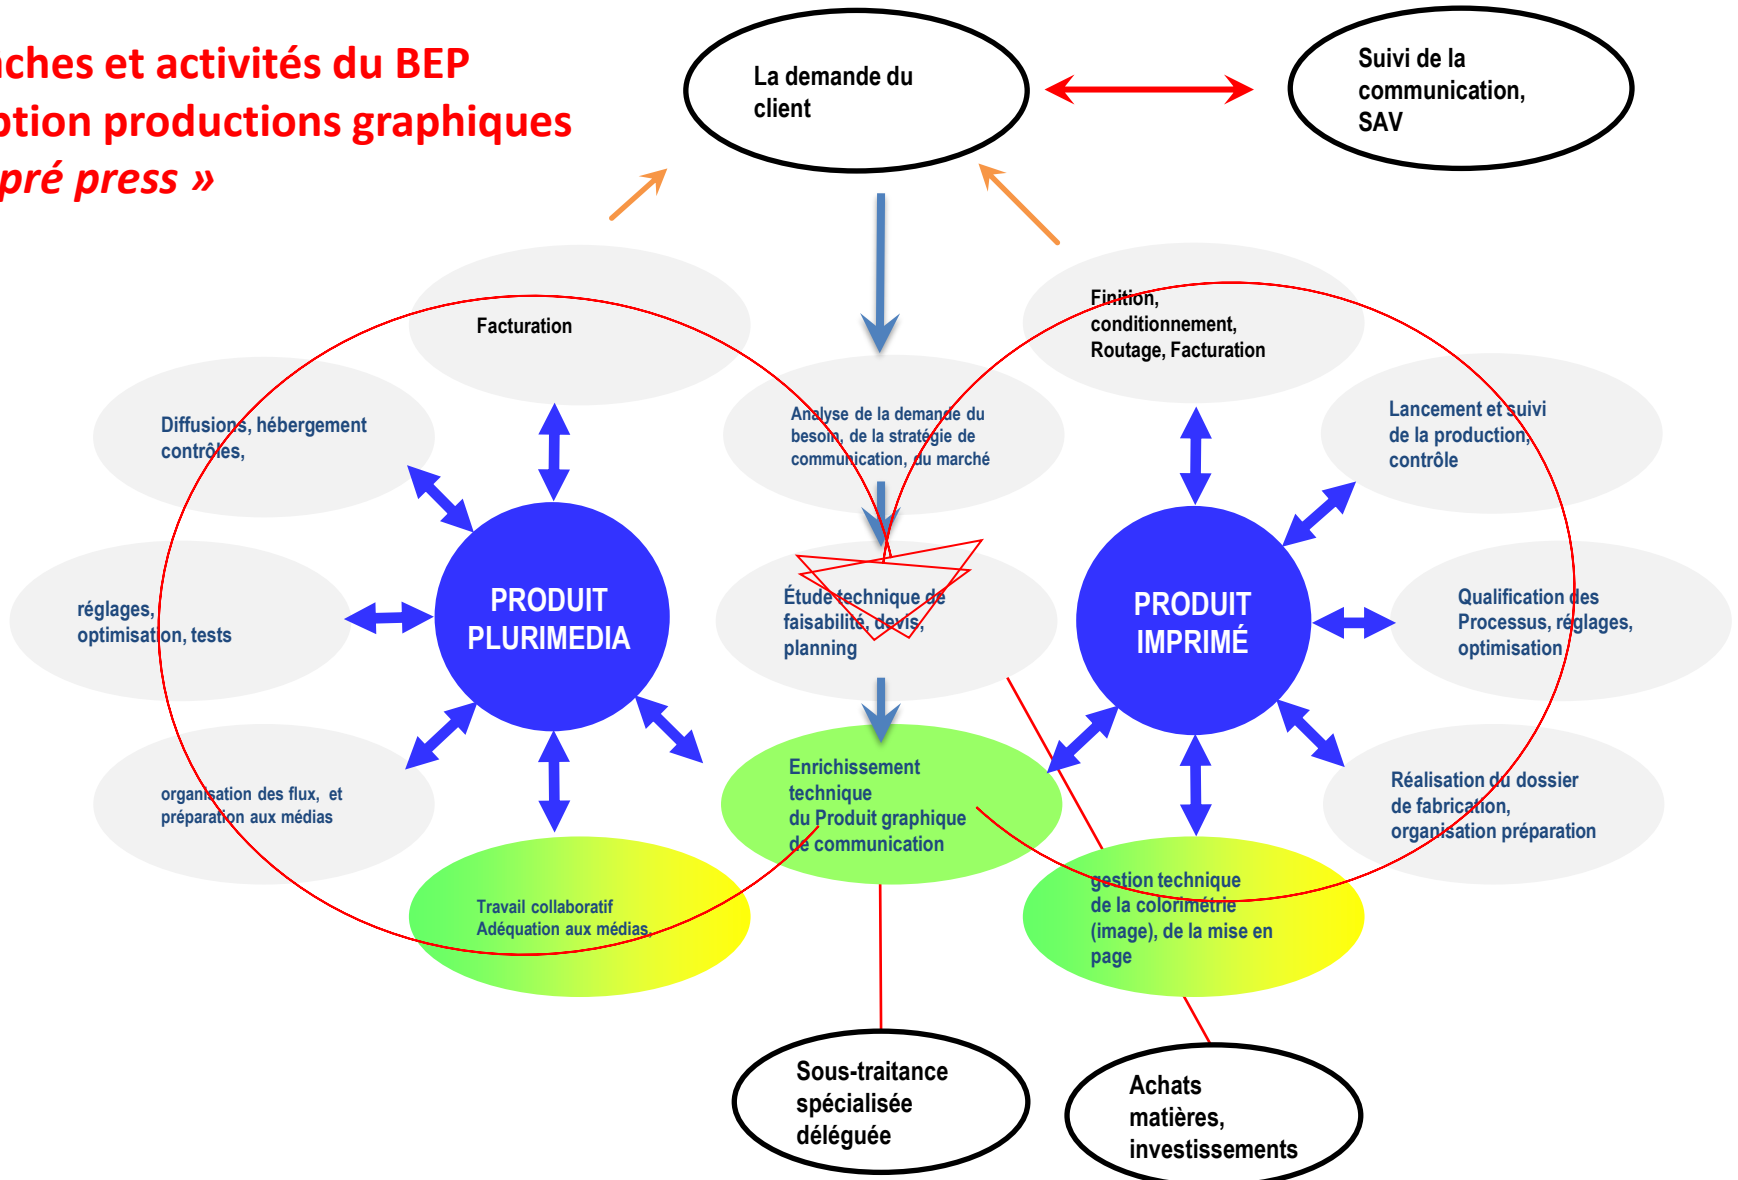 ches et activités du BEP
ption productions graphiques
pré press »
La demande du
client
Suivi de la
communication,
SAV
Facturation
Finition,
conditionnement,
Routage, Facturation
Diffusions, hébergement
contrôles,
Analyse de la demande du
besoin, de la stratégie de
communication, du marché
Lancement et suivi
de la production,
contrôle
réglages,
optimisation, tests
PRODUIT
PLURIMEDIA
Étude technique de
faisabilité, devis,
planning
PRODUIT
IMPRIMÉ
Qualification des
Processus, réglages,
optimisation
organisation des flux, et
préparation aux médias
Enrichissement
technique
du Produit graphique
de communication
Réalisation du dossier
de fabrication,
organisation préparation
Travail collaboratif
Adéquation aux médias,
gestion technique
de la colorimétrie
(image), de la mise en
page
Sous-traitance
spécialisée
déléguée
Achats
matières,
investissements